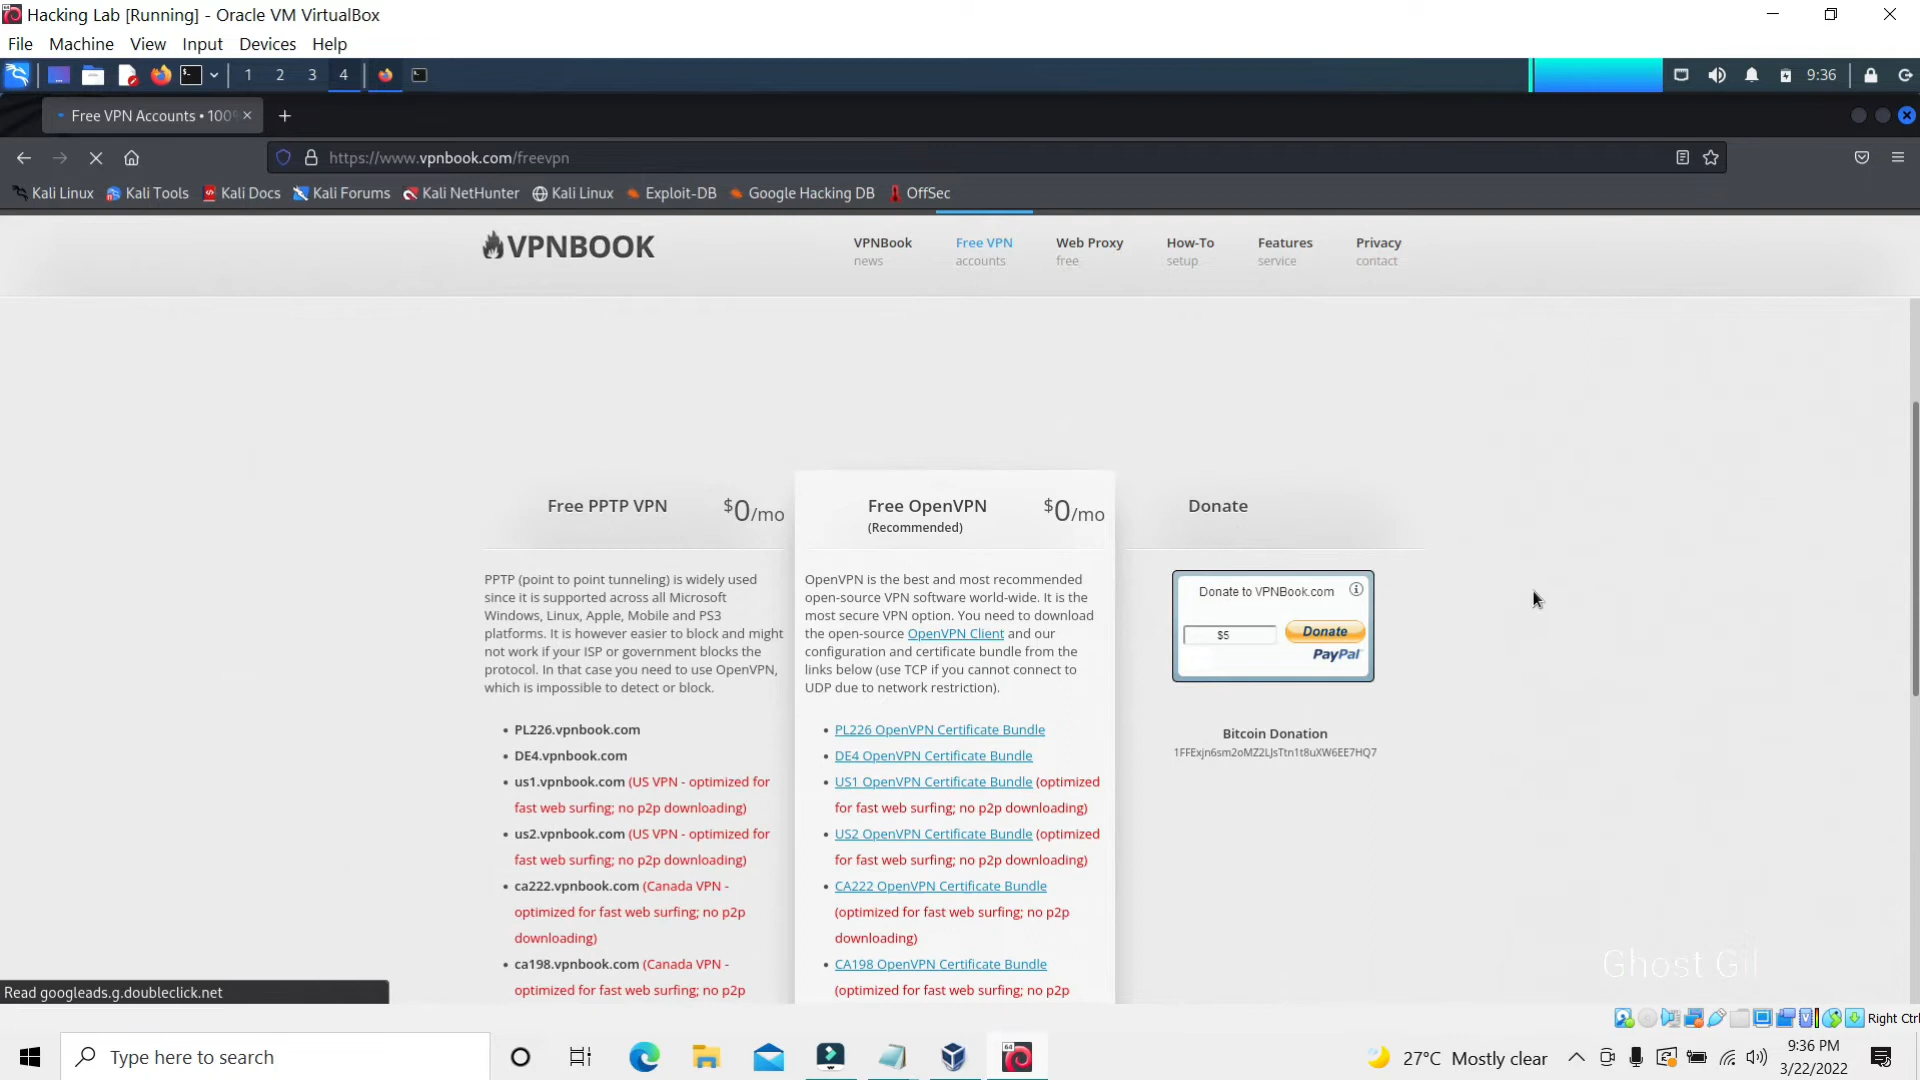 Hacking Lab [Running] - Oracle VM VirtualBox
File Machine View Input Devices Help
1 2 3 4 9:36
Free VPN Accounts • 100%
https://www.vpnbook.com/freevpn
Kali Linux Kali Tools Kali Docs Kali Forums Kali NetHunter Kali Linux Exploit-DB Google Hacking DB OffSec
VPNBOOK
VPNBook Free VPN Web Proxy How-To Features Privacy
news accounts free setup service contact
Free PPTP VPN $0/mo
PPTP (point to point tunneling) is widely used
since it is supported across all Microsoft
Windows, Linux, Apple, Mobile and PS3
platforms. It is however easier to block and might
not work if your ISP or government blocks the
protocol. In that case you need to use OpenVPN,
which is impossible to detect or block.
• PL226.vpnbook.com
• DE4.vpnbook.com
• us1.vpnbook.com (US VPN - optimized for
fast web surfing; no p2p downloading)
• us2.vpnbook.com (US VPN - optimized for
fast web surfing; no p2p downloading)
• ca222.vpnbook.com (Canada VPN -
optimized for fast web surfing; no p2p
downloading)
• ca198.vpnbook.com (Canada VPN -
optimized for fast web surfing; no p2p
Free OpenVPN $0/mo
(Recommended)
OpenVPN is the best and most recommended
open-source VPN software world-wide. It is the
most secure VPN option. You need to download
the open-source OpenVPN Client and our
configuration and certificate bundle from the
links below (use TCP if you cannot connect to
UDP due to network restriction).
• PL226 OpenVPN Certificate Bundle
• DE4 OpenVPN Certificate Bundle
• US1 OpenVPN Certificate Bundle (optimized
for fast web surfing; no p2p downloading)
• US2 OpenVPN Certificate Bundle (optimized
for fast web surfing; no p2p downloading)
• CA222 OpenVPN Certificate Bundle
(optimized for fast web surfing; no p2p
downloading)
• CA198 OpenVPN Certificate Bundle
(optimized for fast web surfing; no p2p
Donate
Donate to VPNBook.com
$5 Donate
PayPal
Bitcoin Donation
1FFExjn6sm2oMZ2LJsTtn1t8uXW6EE7HQ7
Ghost Gil
Read googleads.g.doubleclick.net
Right Ctrl
Type here to search
27°C Mostly clear
9:36 PM
3/22/2022